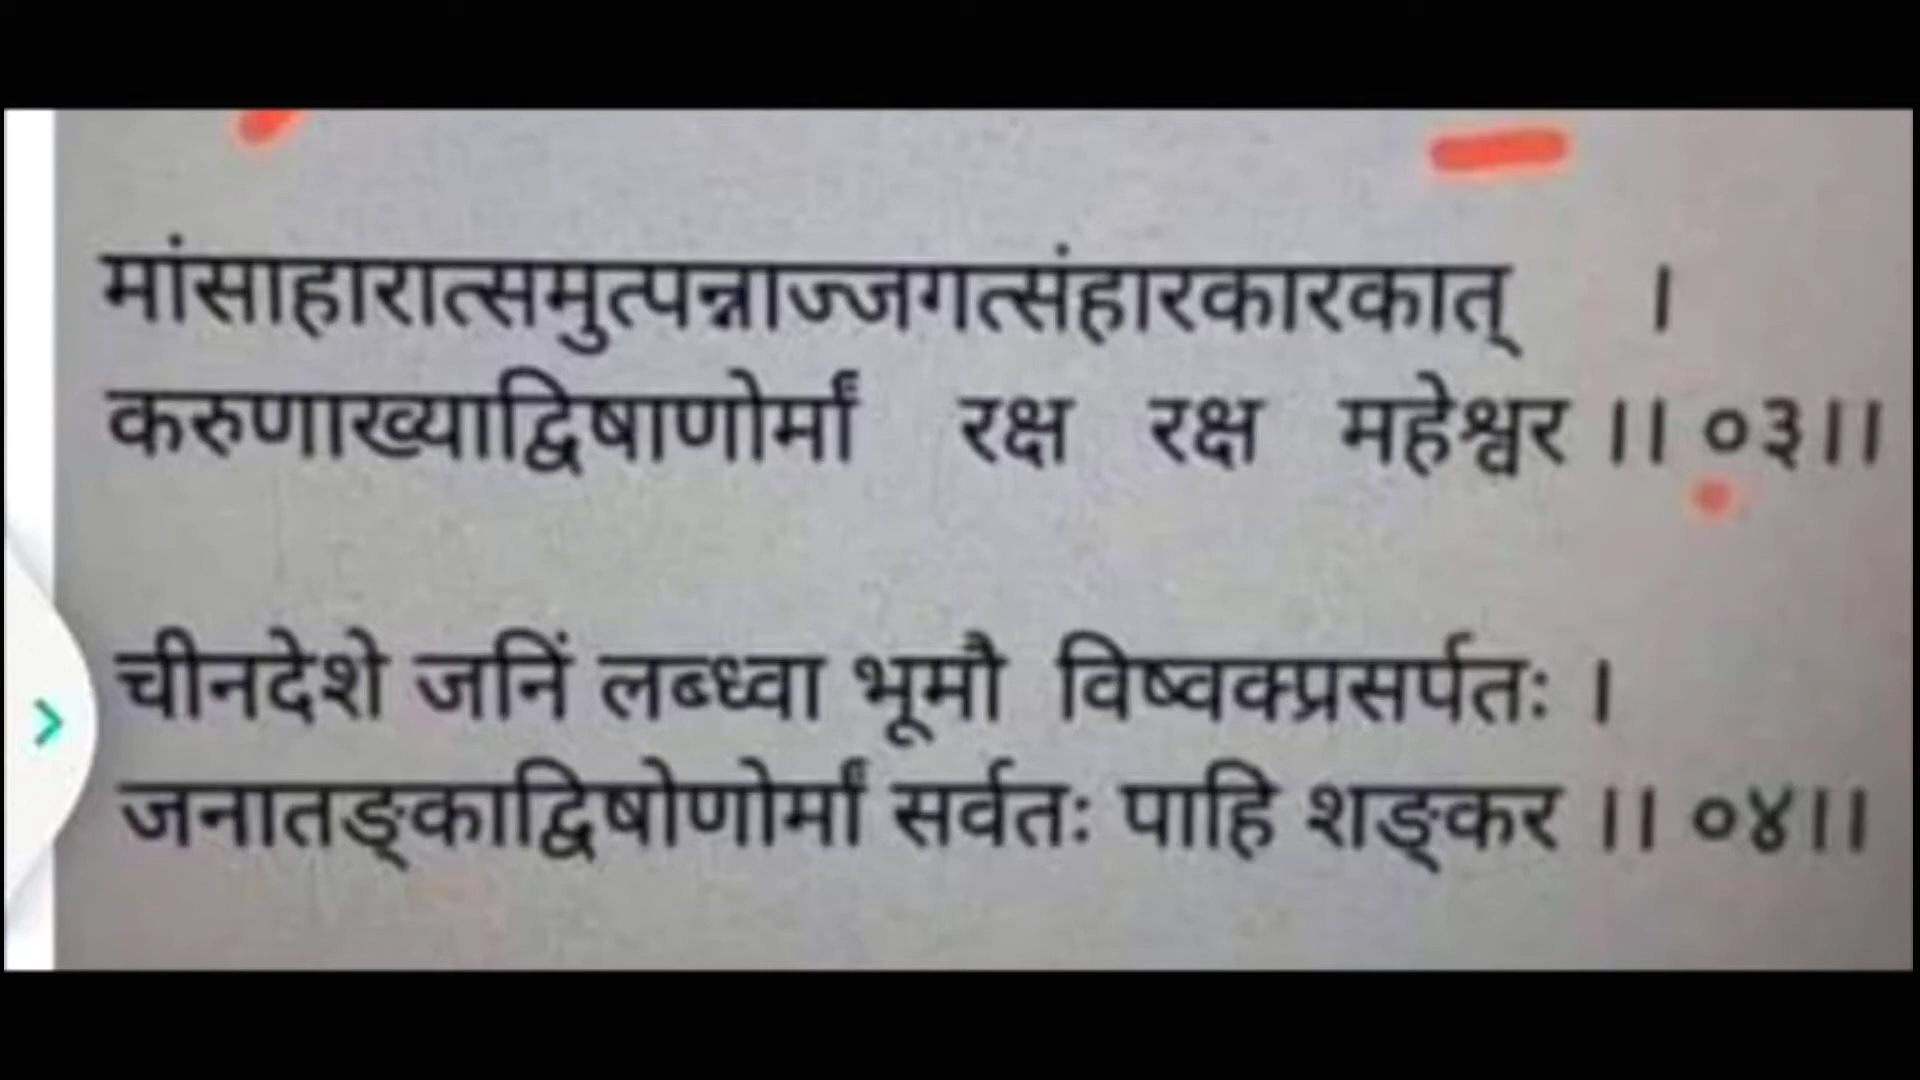 मांसाहारात्समुत्पन्नाज्जगत्संहारकारकात् ।
करुणाख्याद्विषाणोर्मां रक्ष रक्ष महेश्वर ।। ०३।।
चीनदेशे जनिं लब्ध्वा भूमौ विष्वक्प्रसर्पतः ।
जनातङ्काद्विषोणोर्मां सर्वतः पाहि शङ्कर ।। ०४।।